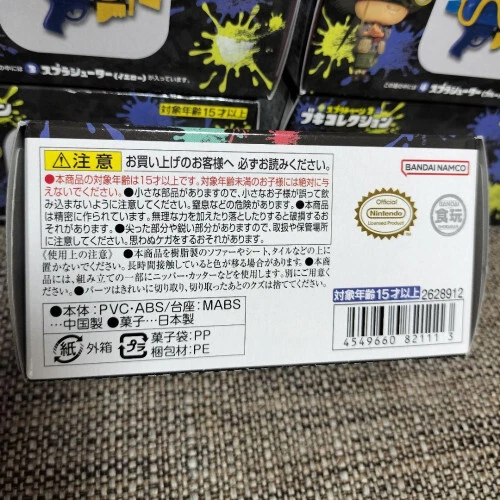 スプラシューター(イエロー)が入っています。
対象年齢15才以上
ブキコレクション
対象年齢15才以上
注意 お買い上げのお客様へ 必ずお読みください。
●本商品の対象年齢は15才以上です。対象年齢未満のお子様には絶対に与えないでください。●小さな部品がありますので、小さなお子様が誤って飲み込まないように注意してください。窒息などの危険があります。●本商品は精密に作られています。無理な力を加えたり落としたりすると破損するおそれがあります。●尖った部分や鋭い部分がありますので、取扱や保管場所に注意してください。思わぬケガをするおそれがあります。
《使用上の注意》 ●本商品を樹脂製のソファーやシート、タイルなどの上に置かないでください。長時間接触していると色が移る場合があります。●本商品には、組み立ての一部にニッパー・カッターなどを使用します。別にご用意ください。●パーツはきれいに切り取り、切り取ったあとのクズは捨ててください。
●本体:PVC・ABS/台座:MABS
…中国製 ●菓子…日本製
紙 外箱 プラ 菓子袋:PP
梱包材:PE
BANDAI NAMCO
Official
Nintendo
Licensed Product
BANDAI
食玩
対象年齢15才以上 2628912
4549660 82111 3